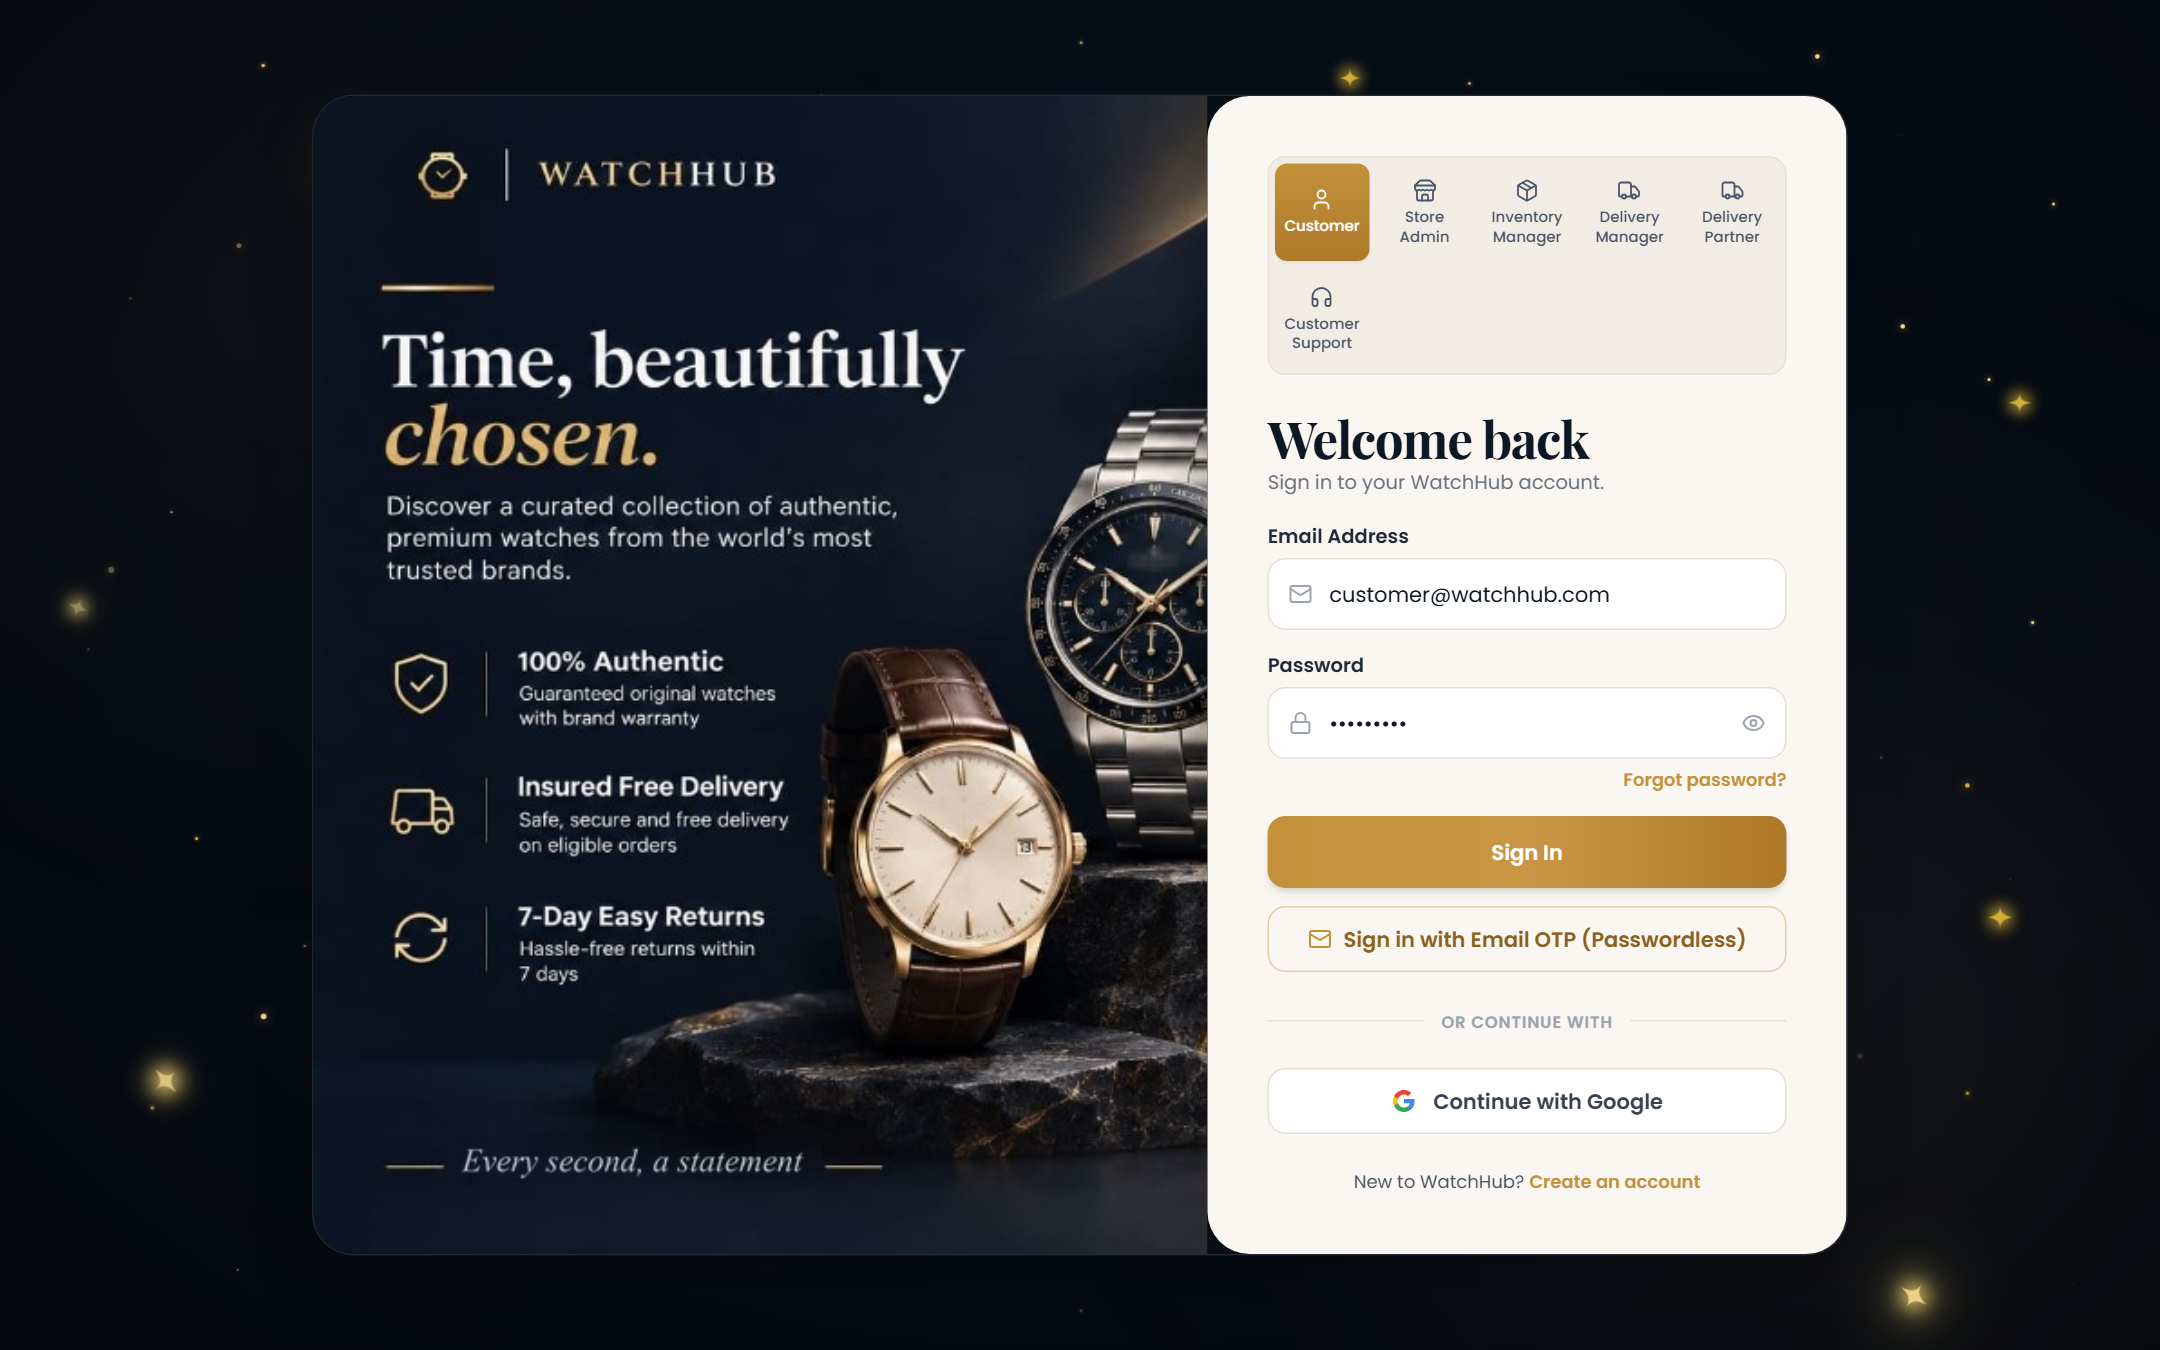 WATCHHUB
Time, beautifully
chosen.
Discover a curated collection of authentic,
premium watches from the world's most
trusted brands.
100% Authentic
Guaranteed original watches
with brand warranty
Insured Free Delivery
Safe, secure and free delivery
on eligible orders
7-Day Easy Returns
Hassle-free returns within
7 days
Every second, a statement
Customer
Store
Admin
Inventory
Manager
Delivery
Manager
Delivery
Partner
Customer
Support
Welcome back
Sign in to your WatchHub account.
Email Address
customer@watchhub.com
Password
•••••••••
Forgot password?
Sign In
Sign in with Email OTP (Passwordless)
OR CONTINUE WITH
Continue with Google
New to WatchHub? Create an account